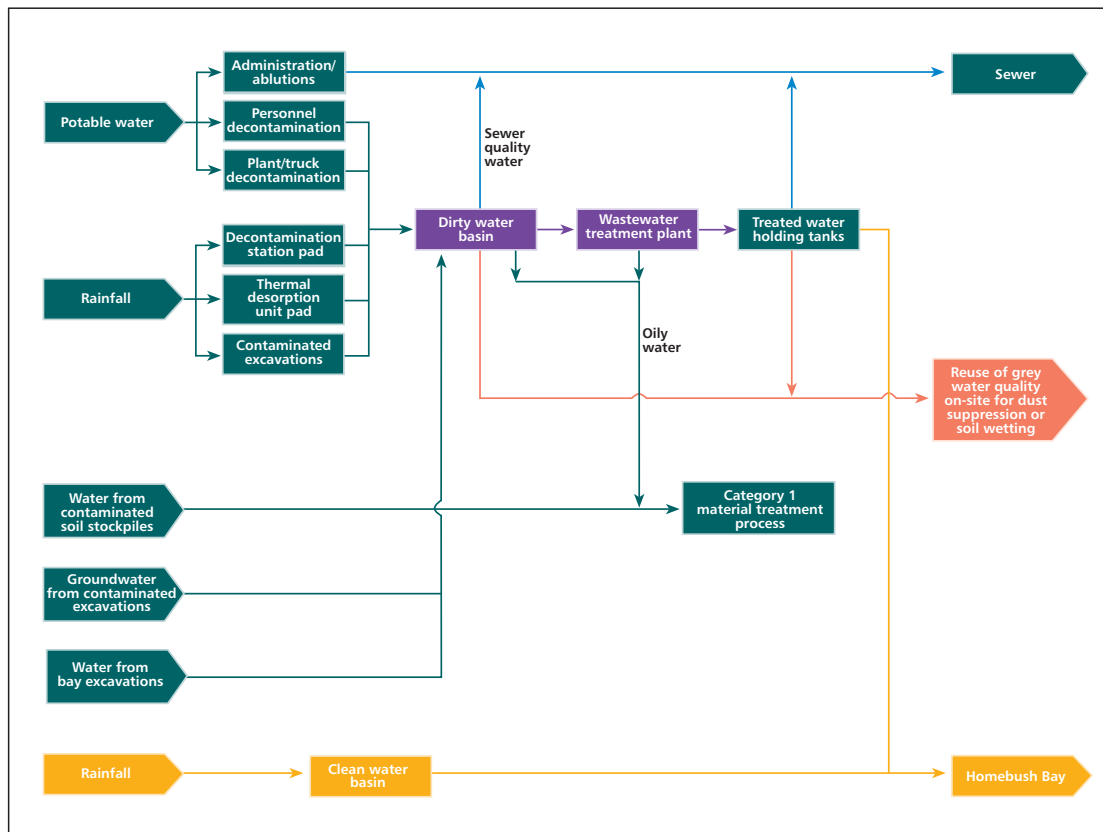 Administration/
ablutions
Sewer
Potable water
Personnel
decontamination
Plant/truck
decontamination
Sewer
quality
water
Dirty water
basin
Wastewater
treatment plant
Treated water
holding tanks
Decontamination
station pad
Rainfall
Thermal
desorption
unit pad
Contaminated
excavations
Oily
water
Reuse of grey
water quality
on-site for dust
suppression or
soil wetting
Water from
contaminated
soil stockpiles
Category 1
material treatment
process
Groundwater
from contaminated
excavations
Water from
bay excavations
Rainfall
Clean water
basin
Homebush Bay